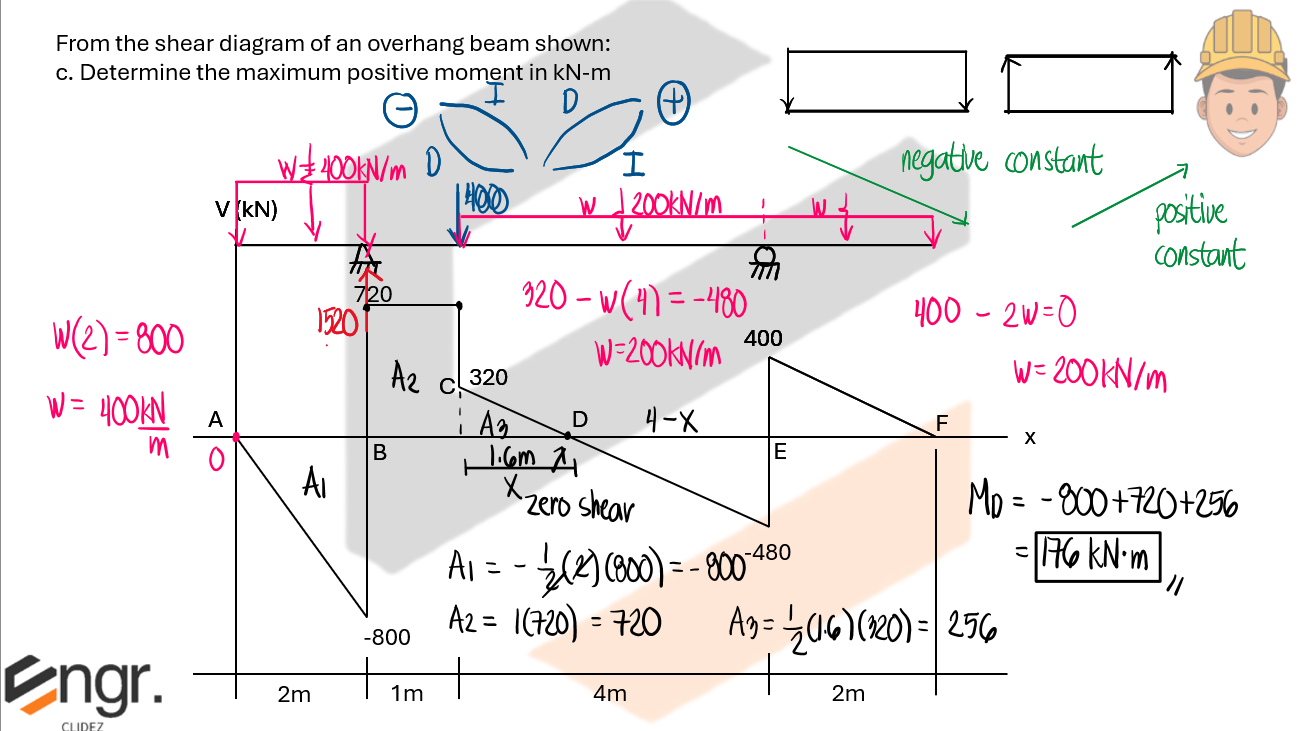 From the shear diagram of an overhang beam shown:
c. Determine the maximum positive moment in kN-m
− I D +
D I
W = 400kN/m
V (kN)
400
W 200kN/m W
negative constant
positive
constant
720
1520
320 - W(4) = -480
W=200kN/m
400 - 2W=0
W = 200kN/m
W(2) = 800
W = 400kN/m
400
A2
C 320
A
O
B
A3
D
4-X
E
F
x
1.6m
X
zero shear
A1
-480
-800
A1 = - 1/2 (2)(800) = - 800
A2 = 1(720) = 720
A3 = 1/2 (1.6)(320) = 256
MD = -800+720+256
= 176 kN·m
2m 1m 4m 2m
Engr.
CLIDEZ